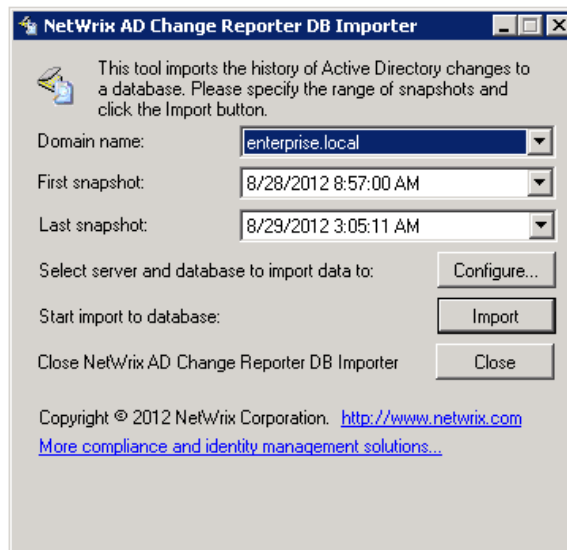 NetWrix AD Change Reporter DB Importer
This tool imports the history of Active Directory changes to
a database. Please specify the range of snapshots and
click the Import button.
Domain name: enterprise.local
First snapshot: 8/28/2012 8:57:00 AM
Last snapshot: 8/29/2012 3:05:11 AM
Select server and database to import data to: Configure...
Start import to database: Import
Close NetWrix AD Change Reporter DB Importer Close
Copyright © 2012 NetWrix Corporation. http://www.netwrix.com
More compliance and identity management solutions...